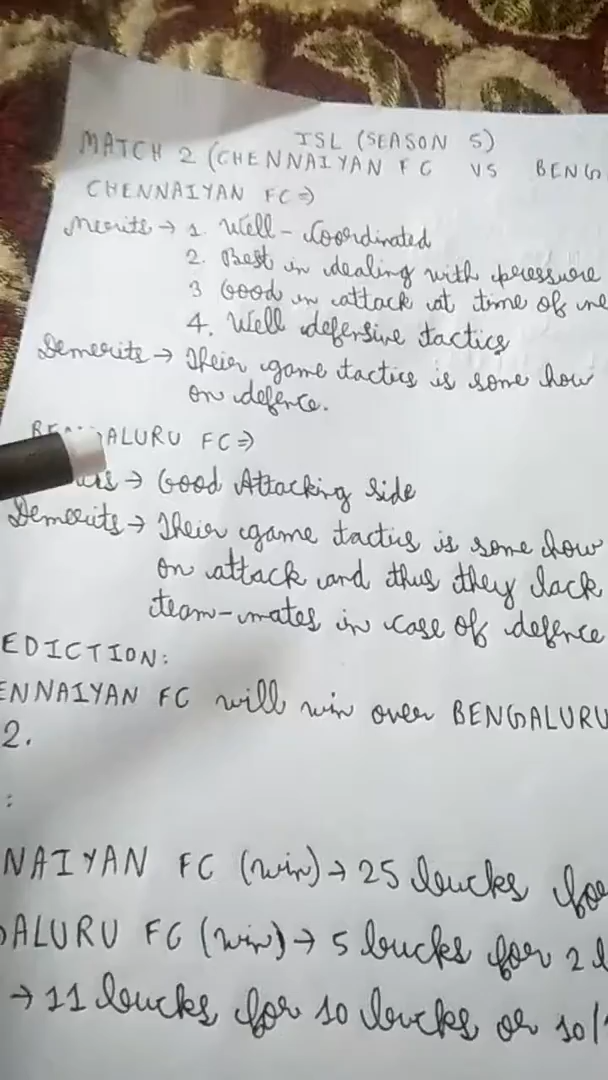 ISL (SEASON 5)
MATCH 2 (CHENNAIYAN FC VS BENG
CHENNAIYAN FC⇒
Merits → 1. Well-Coordinated
2. Best in dealing with pressure
3 Good in attack at time of
4. Well defensive tactics
Demerits → Their game tactics is some how
on defence.
ALURU FC⇒
→ Good Attacking Side
Demerits → Their game tactics is some how
on attack and thus they lack
team-mates in case of defence
EDICTION:
ENNAIYAN FC will win over BENGALURU
2.
:
NAIYAN FC (win) → 25 bucks for
ALURU FC (win) → 5 bucks for 2
→ 11 bucks for 10 bucks or 10/